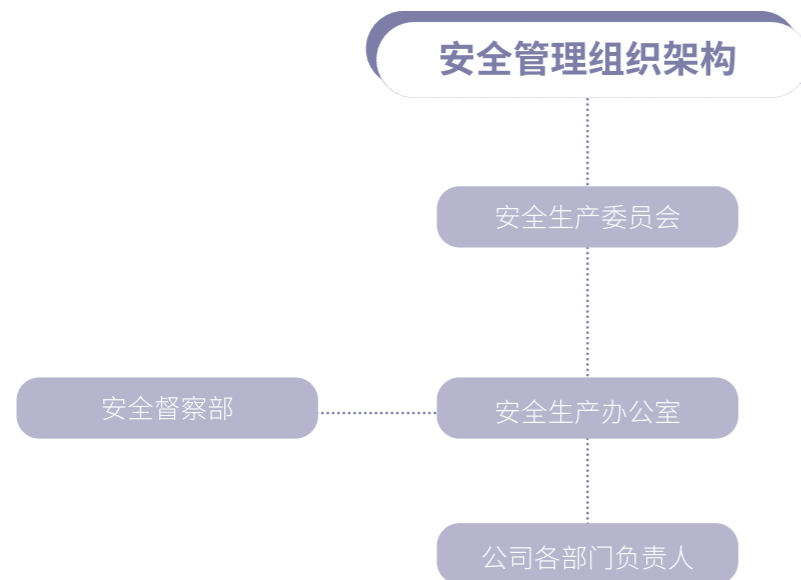 安全管理组织架构
安全生产委员会
安全督察部
安全生产办公室
公司各部门负责人